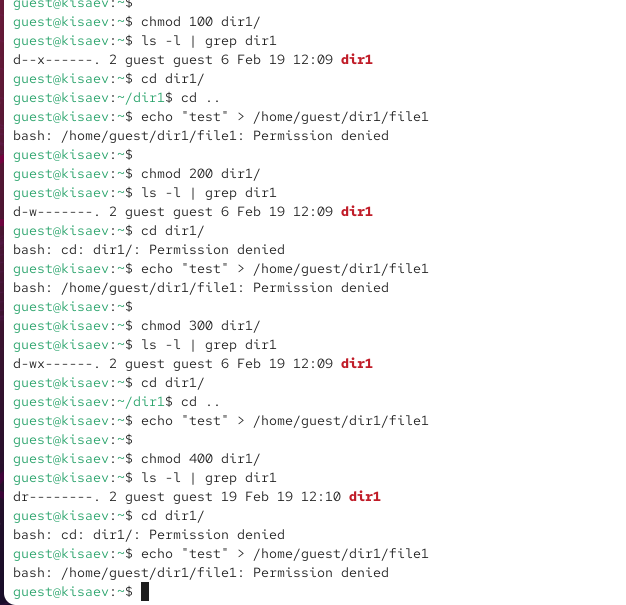 guest@kisaev:~$
guest@kisaev:~$ chmod 100 dir1/
guest@kisaev:~$ ls -l | grep dir1
d--x------. 2 guest guest 6 Feb 19 12:09 dir1
guest@kisaev:~$ cd dir1/
guest@kisaev:~/dir1$ cd ..
guest@kisaev:~$ echo "test" > /home/guest/dir1/file1
bash: /home/guest/dir1/file1: Permission denied
guest@kisaev:~$
guest@kisaev:~$ chmod 200 dir1/
guest@kisaev:~$ ls -l | grep dir1
d-w-------. 2 guest guest 6 Feb 19 12:09 dir1
guest@kisaev:~$ cd dir1/
bash: cd: dir1/: Permission denied
guest@kisaev:~$ echo "test" > /home/guest/dir1/file1
bash: /home/guest/dir1/file1: Permission denied
guest@kisaev:~$
guest@kisaev:~$ chmod 300 dir1/
guest@kisaev:~$ ls -l | grep dir1
d-wx------. 2 guest guest 6 Feb 19 12:09 dir1
guest@kisaev:~$ cd dir1/
guest@kisaev:~/dir1$ cd ..
guest@kisaev:~$ echo "test" > /home/guest/dir1/file1
guest@kisaev:~$
guest@kisaev:~$ chmod 400 dir1/
guest@kisaev:~$ ls -l | grep dir1
dr--------. 2 guest guest 19 Feb 19 12:10 dir1
guest@kisaev:~$ cd dir1/
bash: cd: dir1/: Permission denied
guest@kisaev:~$ echo "test" > /home/guest/dir1/file1
bash: /home/guest/dir1/file1: Permission denied
guest@kisaev:~$